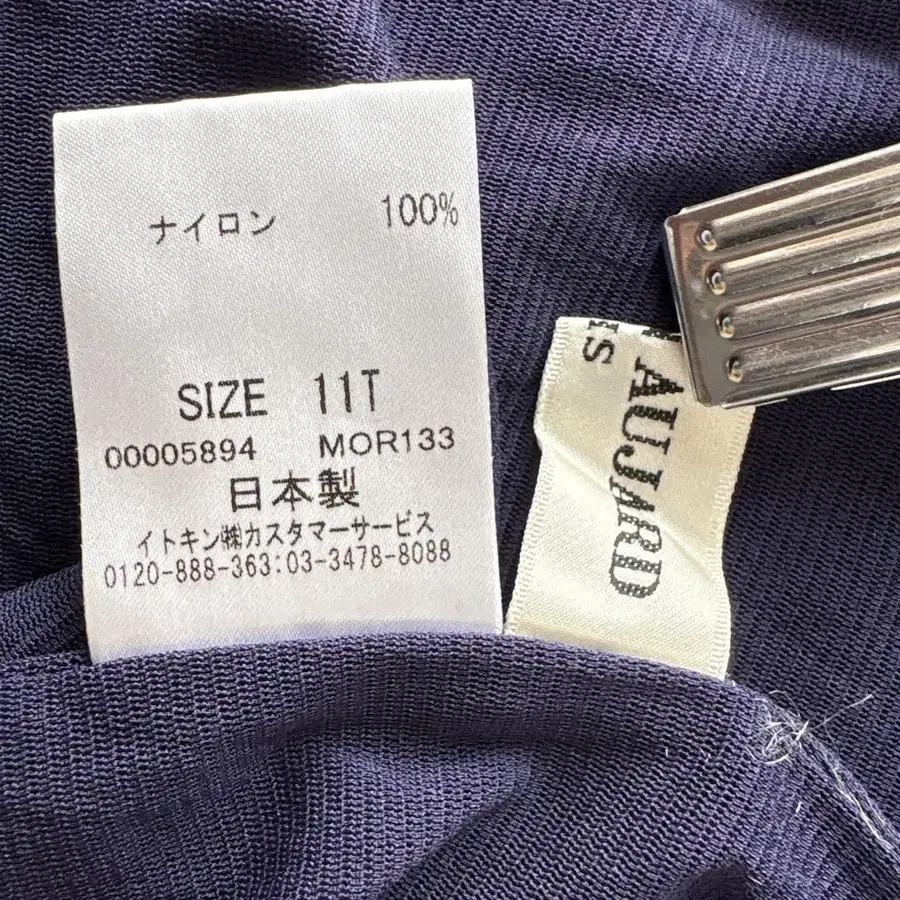 ナイロン 100%
SIZE 11T
00005894 MOR133
日本製
イトキン㈱カスタマーサービス
0120-888-363:03-3478-8088
AUJARD